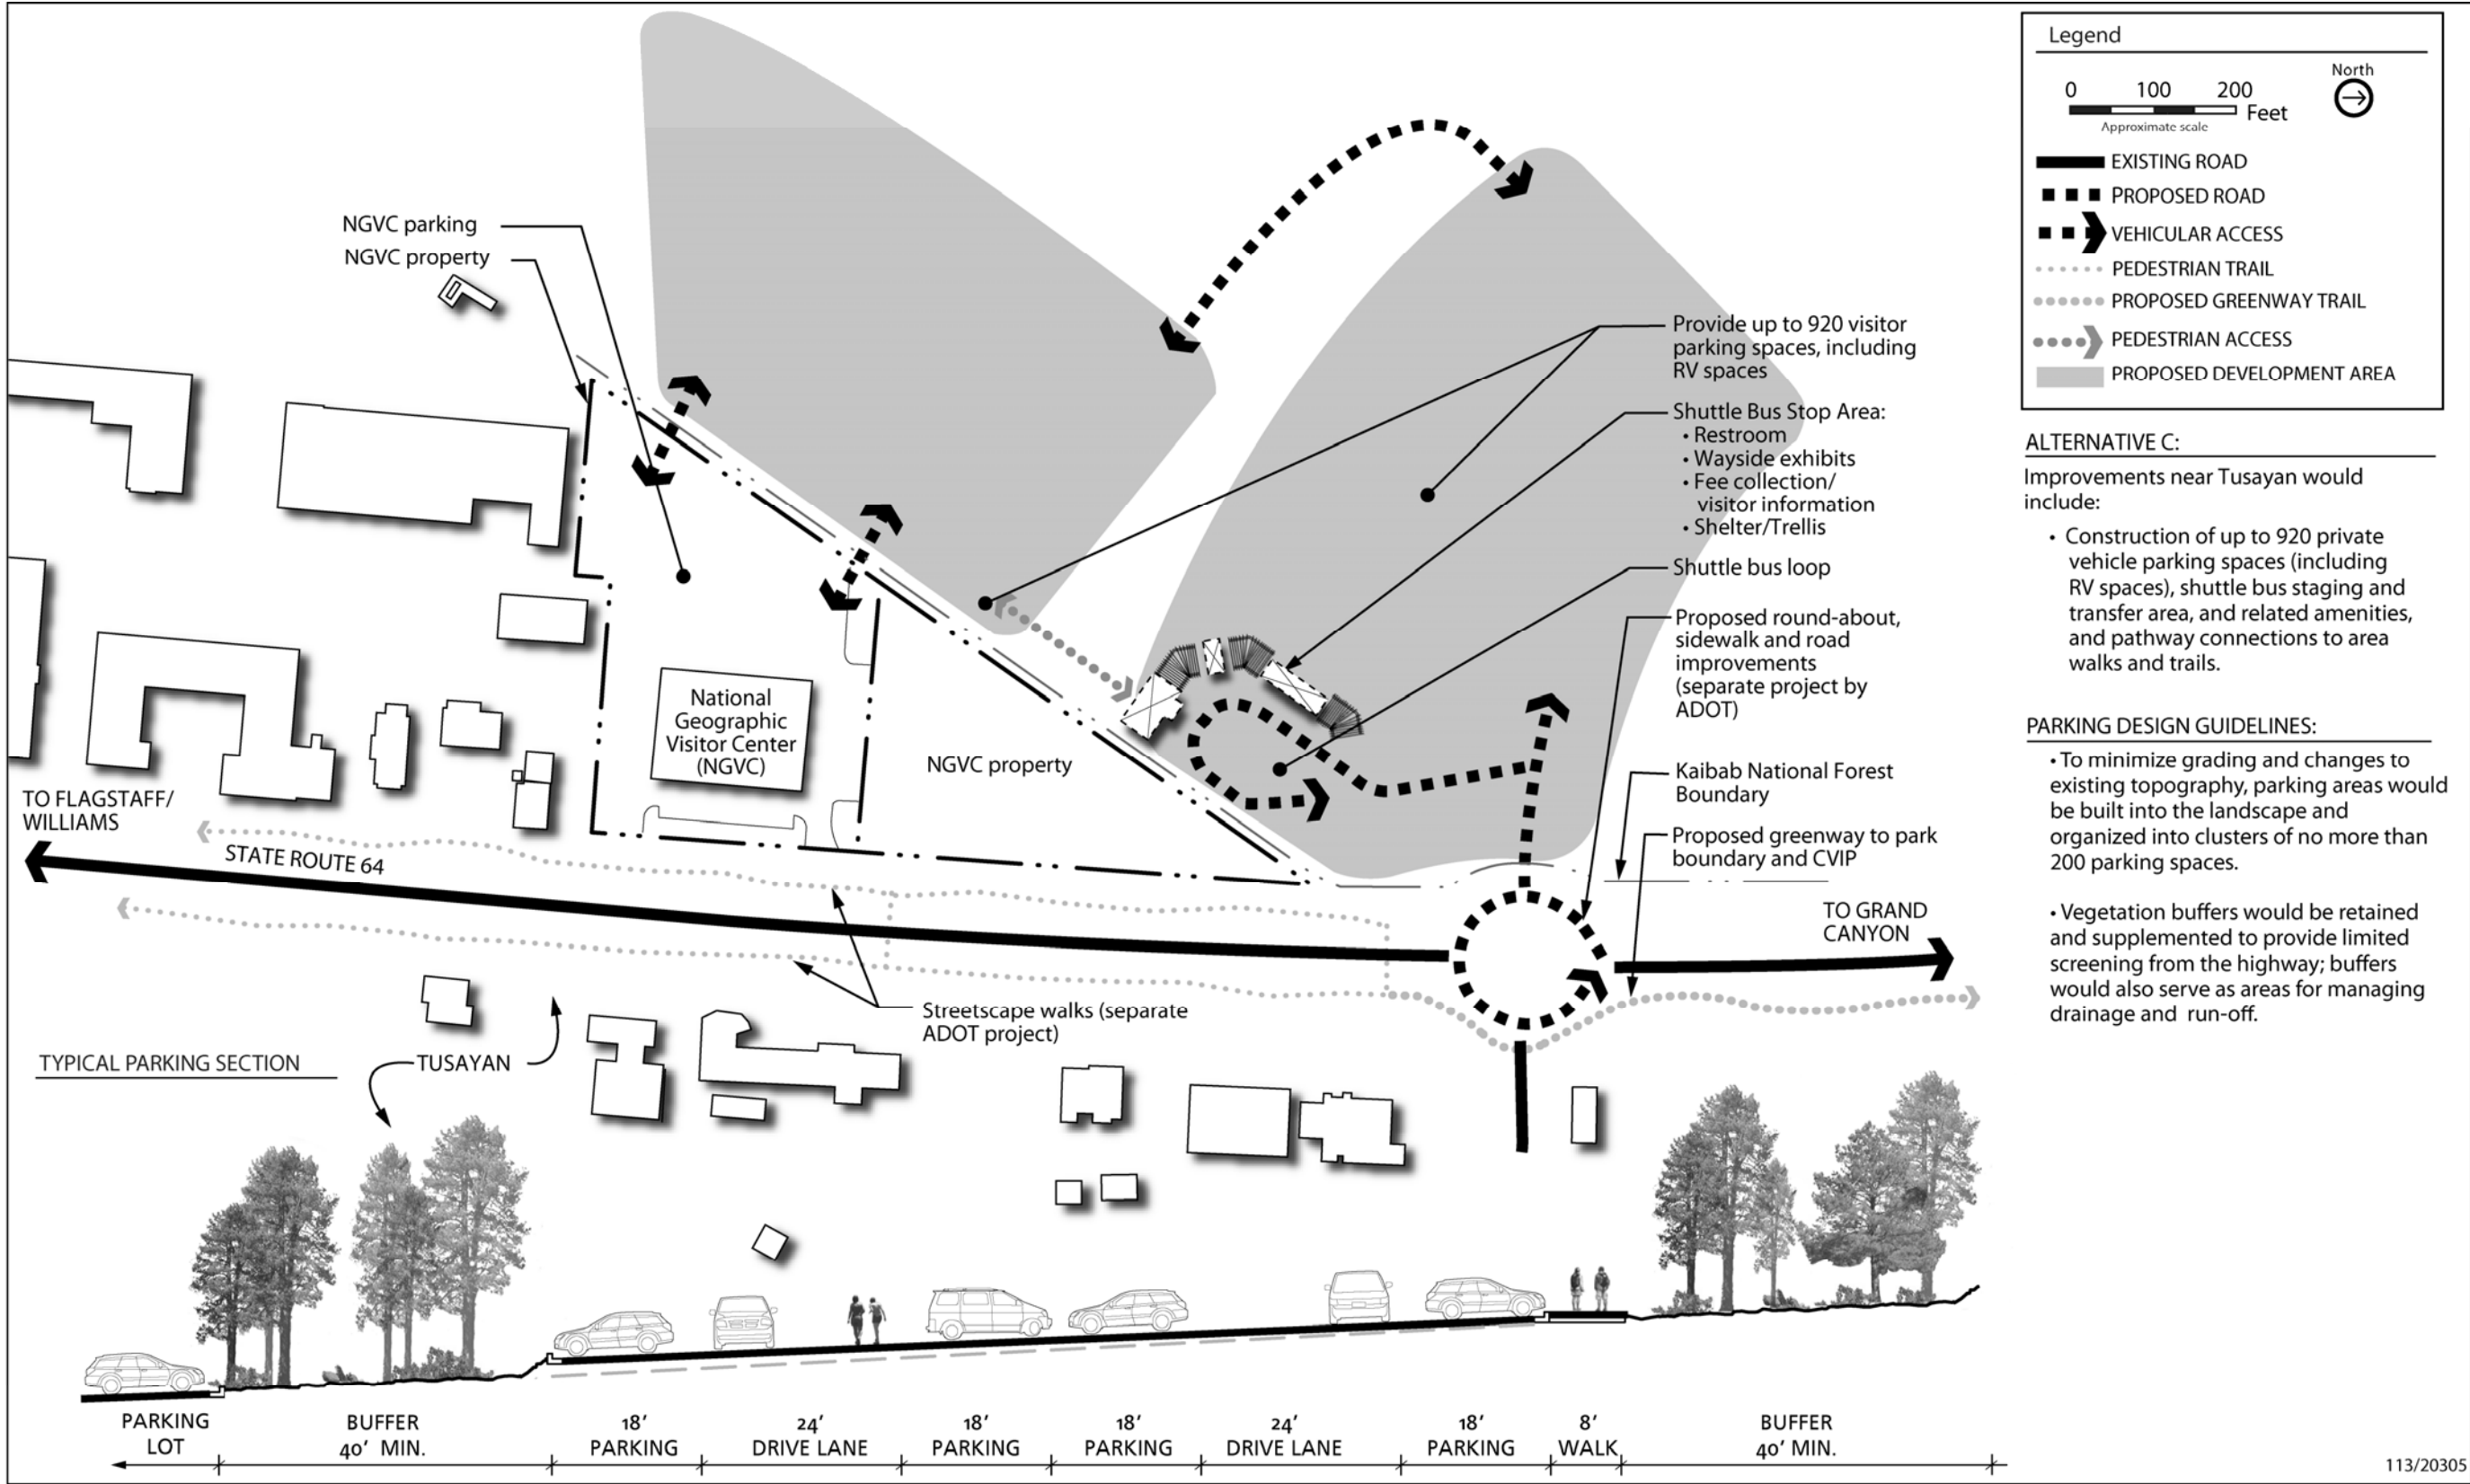 Legend
North
0 100 200
Feet
Approximate scale
EXISTING ROAD
PROPOSED ROAD
VEHICULAR ACCESS
PEDESTRIAN TRAIL
PROPOSED GREENWAY TRAIL
PEDESTRIAN ACCESS
PROPOSED DEVELOPMENT AREA
ALTERNATIVE C:
Improvements near Tusayan would
include:
• Construction of up to 920 private
vehicle parking spaces (including
RV spaces), shuttle bus staging and
transfer area, and related amenities,
and pathway connections to area
walks and trails.
PARKING DESIGN GUIDELINES:
• To minimize grading and changes to
existing topography, parking areas would
be built into the landscape and
organized into clusters of no more than
200 parking spaces.
• Vegetation buffers would be retained
and supplemented to provide limited
screening from the highway; buffers
would also serve as areas for managing
drainage and run-off.
NGVC parking
NGVC property
Provide up to 920 visitor
parking spaces, including
RV spaces
Shuttle Bus Stop Area:
• Restroom
• Wayside exhibits
• Fee collection/
visitor information
• Shelter/Trellis
Shuttle bus loop
Proposed round-about,
sidewalk and road
improvements
(separate project by
ADOT)
Kaibab National Forest
Boundary
Proposed greenway to park
boundary and CVIP
National
Geographic
Visitor Center
(NGVC)
NGVC property
TO FLAGSTAFF/
WILLIAMS
STATE ROUTE 64
TO GRAND
CANYON
Streetscape walks (separate
ADOT project)
TUSAYAN
TYPICAL PARKING SECTION
PARKING
LOT
BUFFER
40' MIN.
18'
PARKING
24'
DRIVE LANE
18'
PARKING
18'
PARKING
24'
DRIVE LANE
18'
PARKING
8'
WALK
BUFFER
40' MIN.
113/20305